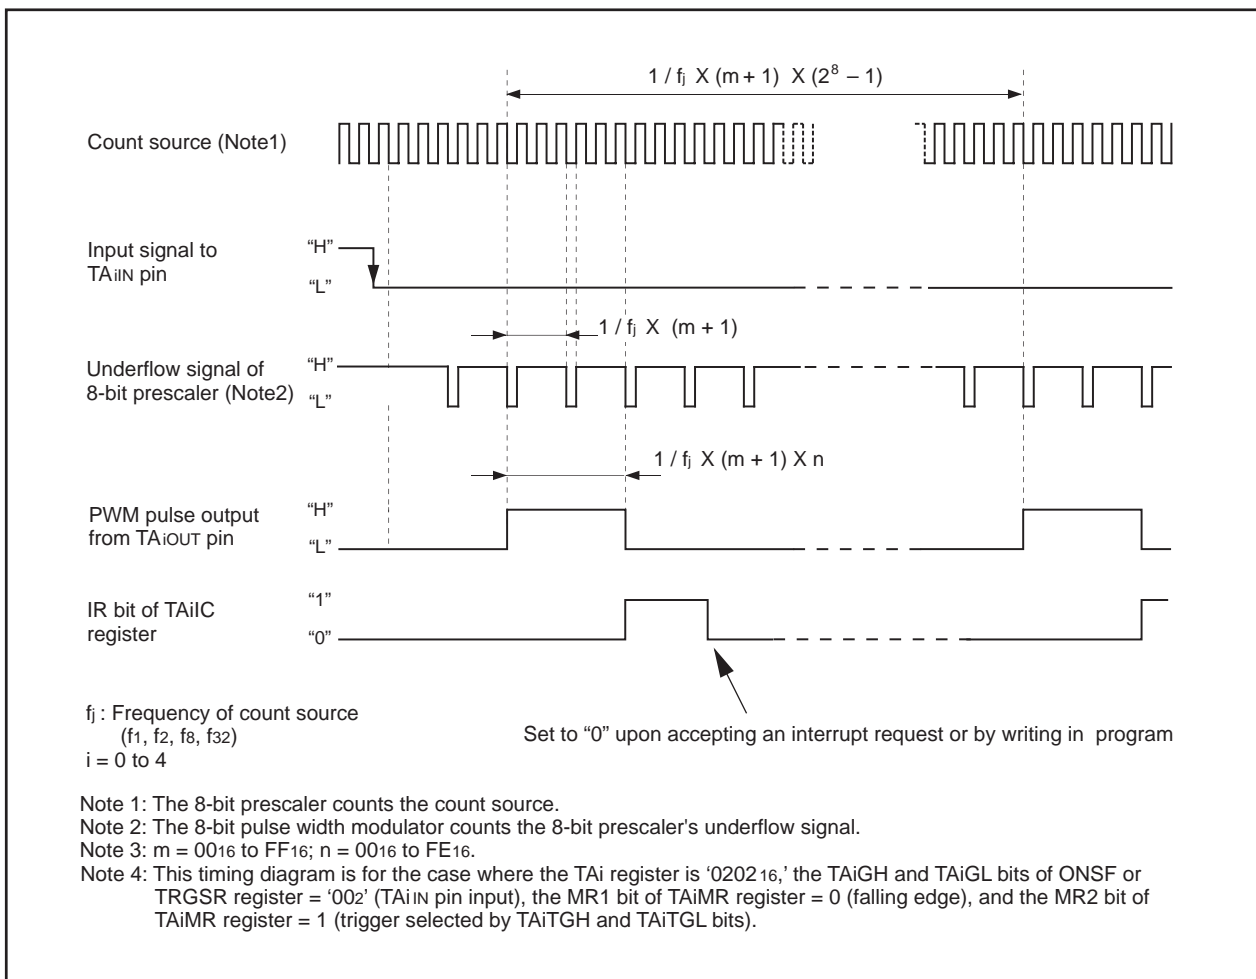 1 / fj X (m + 1) X (2⁸ – 1)
Count source (Note1)
Input signal to
TAiIN pin
“H”
“L”
1 / fj X (m + 1)
Underflow signal of
8-bit prescaler (Note2)
“H”
“L”
1 / fj X (m + 1) X n
PWM pulse output
from TAiOUT pin
“H”
“L”
IR bit of TAiIC
register
“1”
“0”
fj : Frequency of count source
(f1, f2, f8, f32)
i = 0 to 4
Set to “0” upon accepting an interrupt request or by writing in program
Note 1: The 8-bit prescaler counts the count source.
Note 2: The 8-bit pulse width modulator counts the 8-bit prescaler's underflow signal.
Note 3: m = 0016 to FF16; n = 0016 to FE16.
Note 4: This timing diagram is for the case where the TAi register is ‘020216,’ the TAiGH and TAiGL bits of ONSF or
TRGSR register = ‘002’ (TAiIN pin input), the MR1 bit of TAiMR register = 0 (falling edge), and the MR2 bit of
TAiMR register = 1 (trigger selected by TAiTGH and TAiTGL bits).